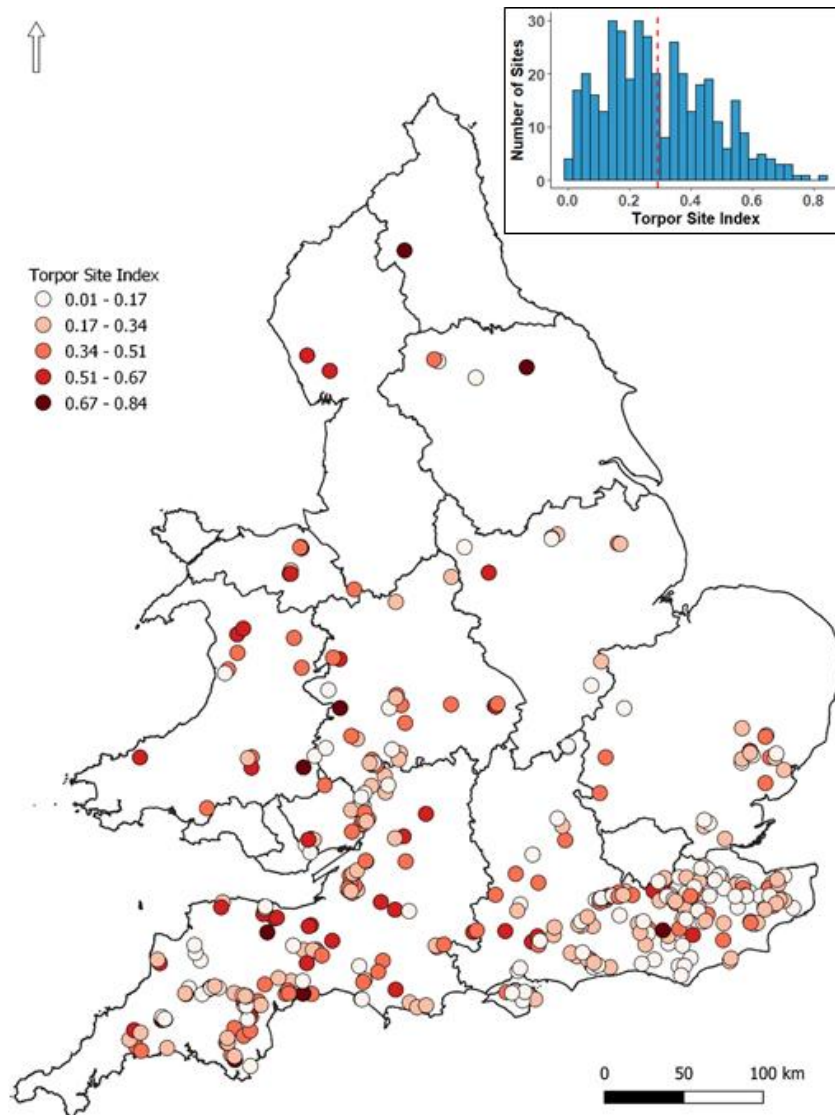 30
20
10
0
Number of Sites
0.0 0.2 0.4 0.6 0.8
Torpor Site Index
Torpor Site Index
0.01 - 0.17
0.17 - 0.34
0.34 - 0.51
0.51 - 0.67
0.67 - 0.84
0 50 100 km